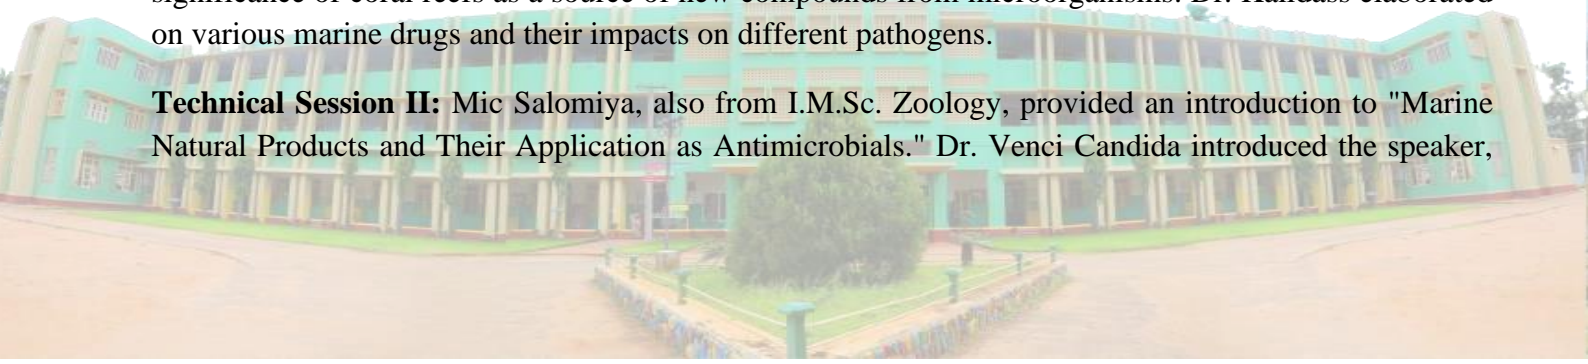 significance of coral reefs as a source of new compounds from microorganisms. Dr. Kandass elaborated
on various marine drugs and their impacts on different pathogens.
Technical Session II: Mic Salomiya, also from I.M.Sc. Zoology, provided an introduction to "Marine
Natural Products and Their Application as Antimicrobials." Dr. Venci Candida introduced the speaker,